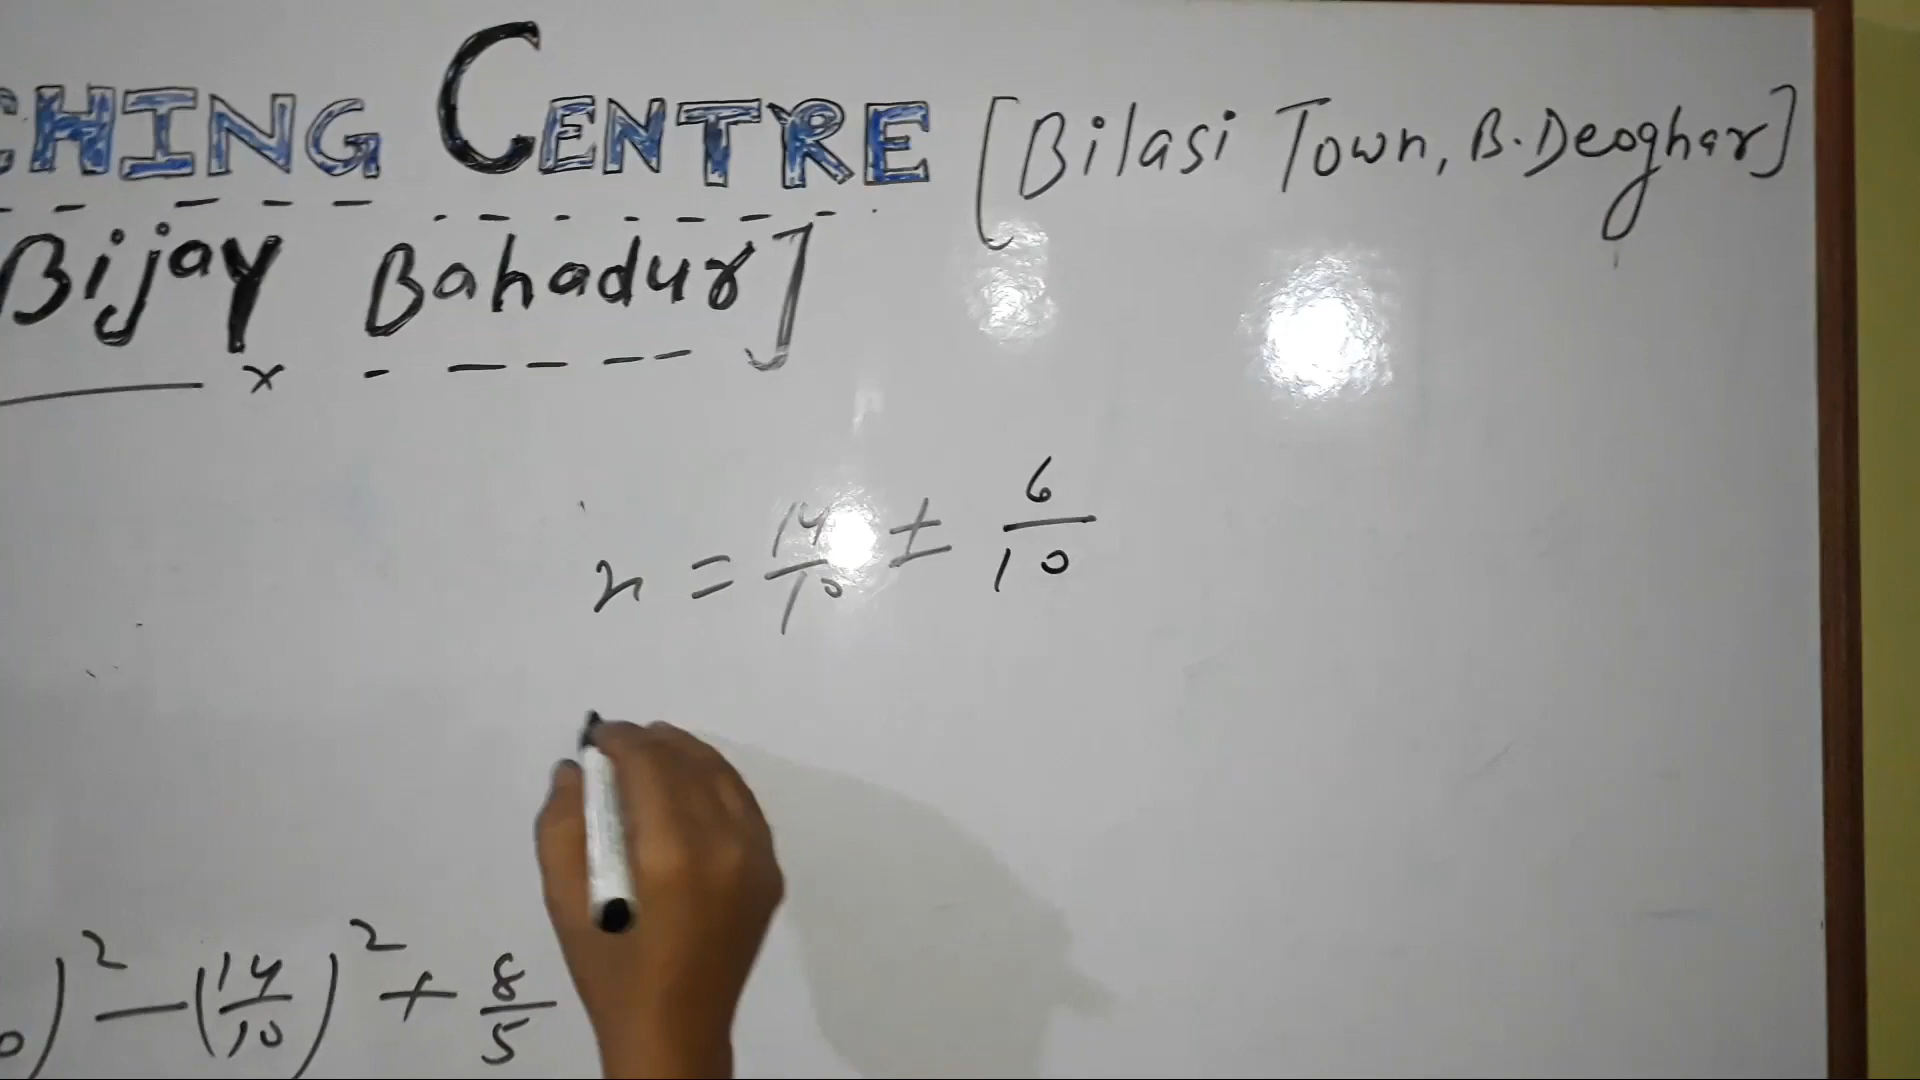 CHING CENTRE [Bilasi Town, B. Deoghar]
Bijay Bahadur]
x
x = 14/10 ± 6/10
)² - (14/10)² + 8/5